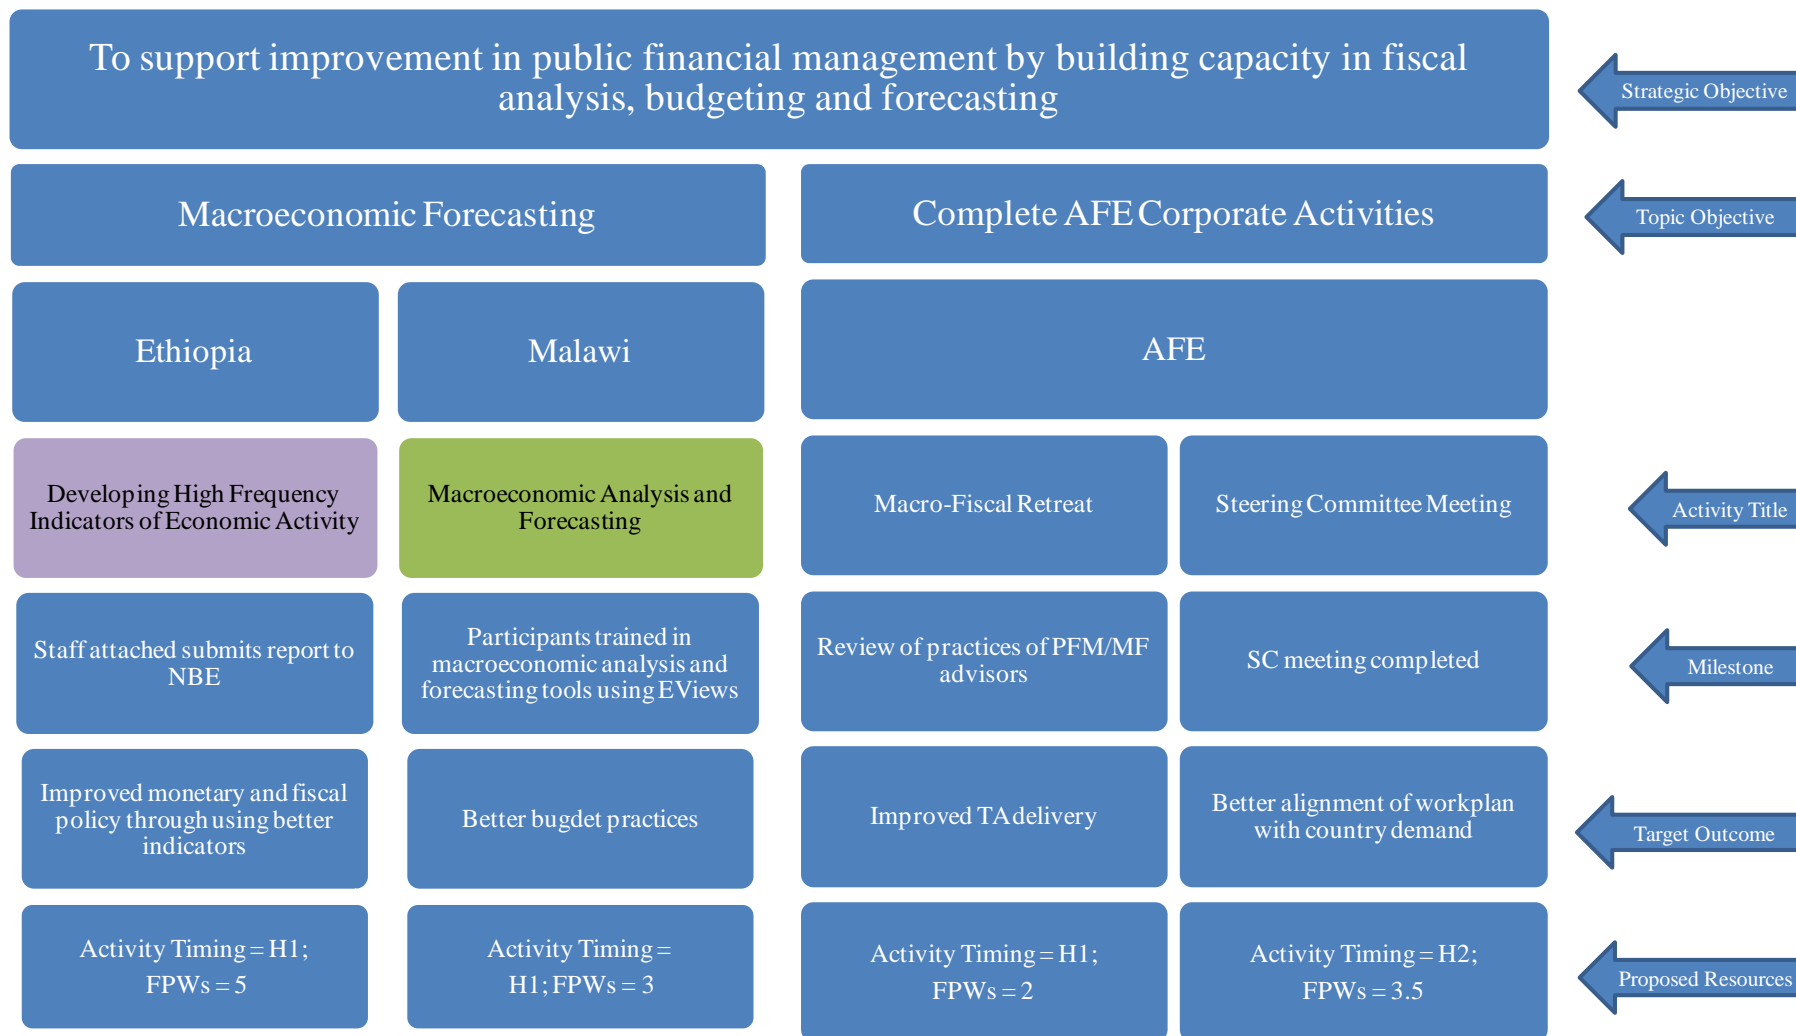 To support improvement in public financial management by building capacity in fiscal
analysis, budgeting and forecasting
Strategic Objective
Macroeconomic Forecasting
Complete AFE Corporate Activities
Topic Objective
Ethiopia
Malawi
AFE
Developing High Frequency
Indicators of Economic Activity
Macroeconomic Analysis and
Forecasting
Macro-Fiscal Retreat
Steering Committee Meeting
Activity Title
Staff attached submits report to
NBE
Participants trained in
macroeconomic analysis and
forecasting tools using EViews
Review of practices of PFM/MF
advisors
SC meeting completed
Milestone
Improved monetary and fiscal
policy through using better
indicators
Better bugdet practices
Improved TA delivery
Better alignment of workplan
with country demand
Target Outcome
Activity Timing = H1;
FPWs = 5
Activity Timing =
H1; FPWs = 3
Activity Timing = H1;
FPWs = 2
Activity Timing = H2;
FPWs = 3.5
Proposed Resources